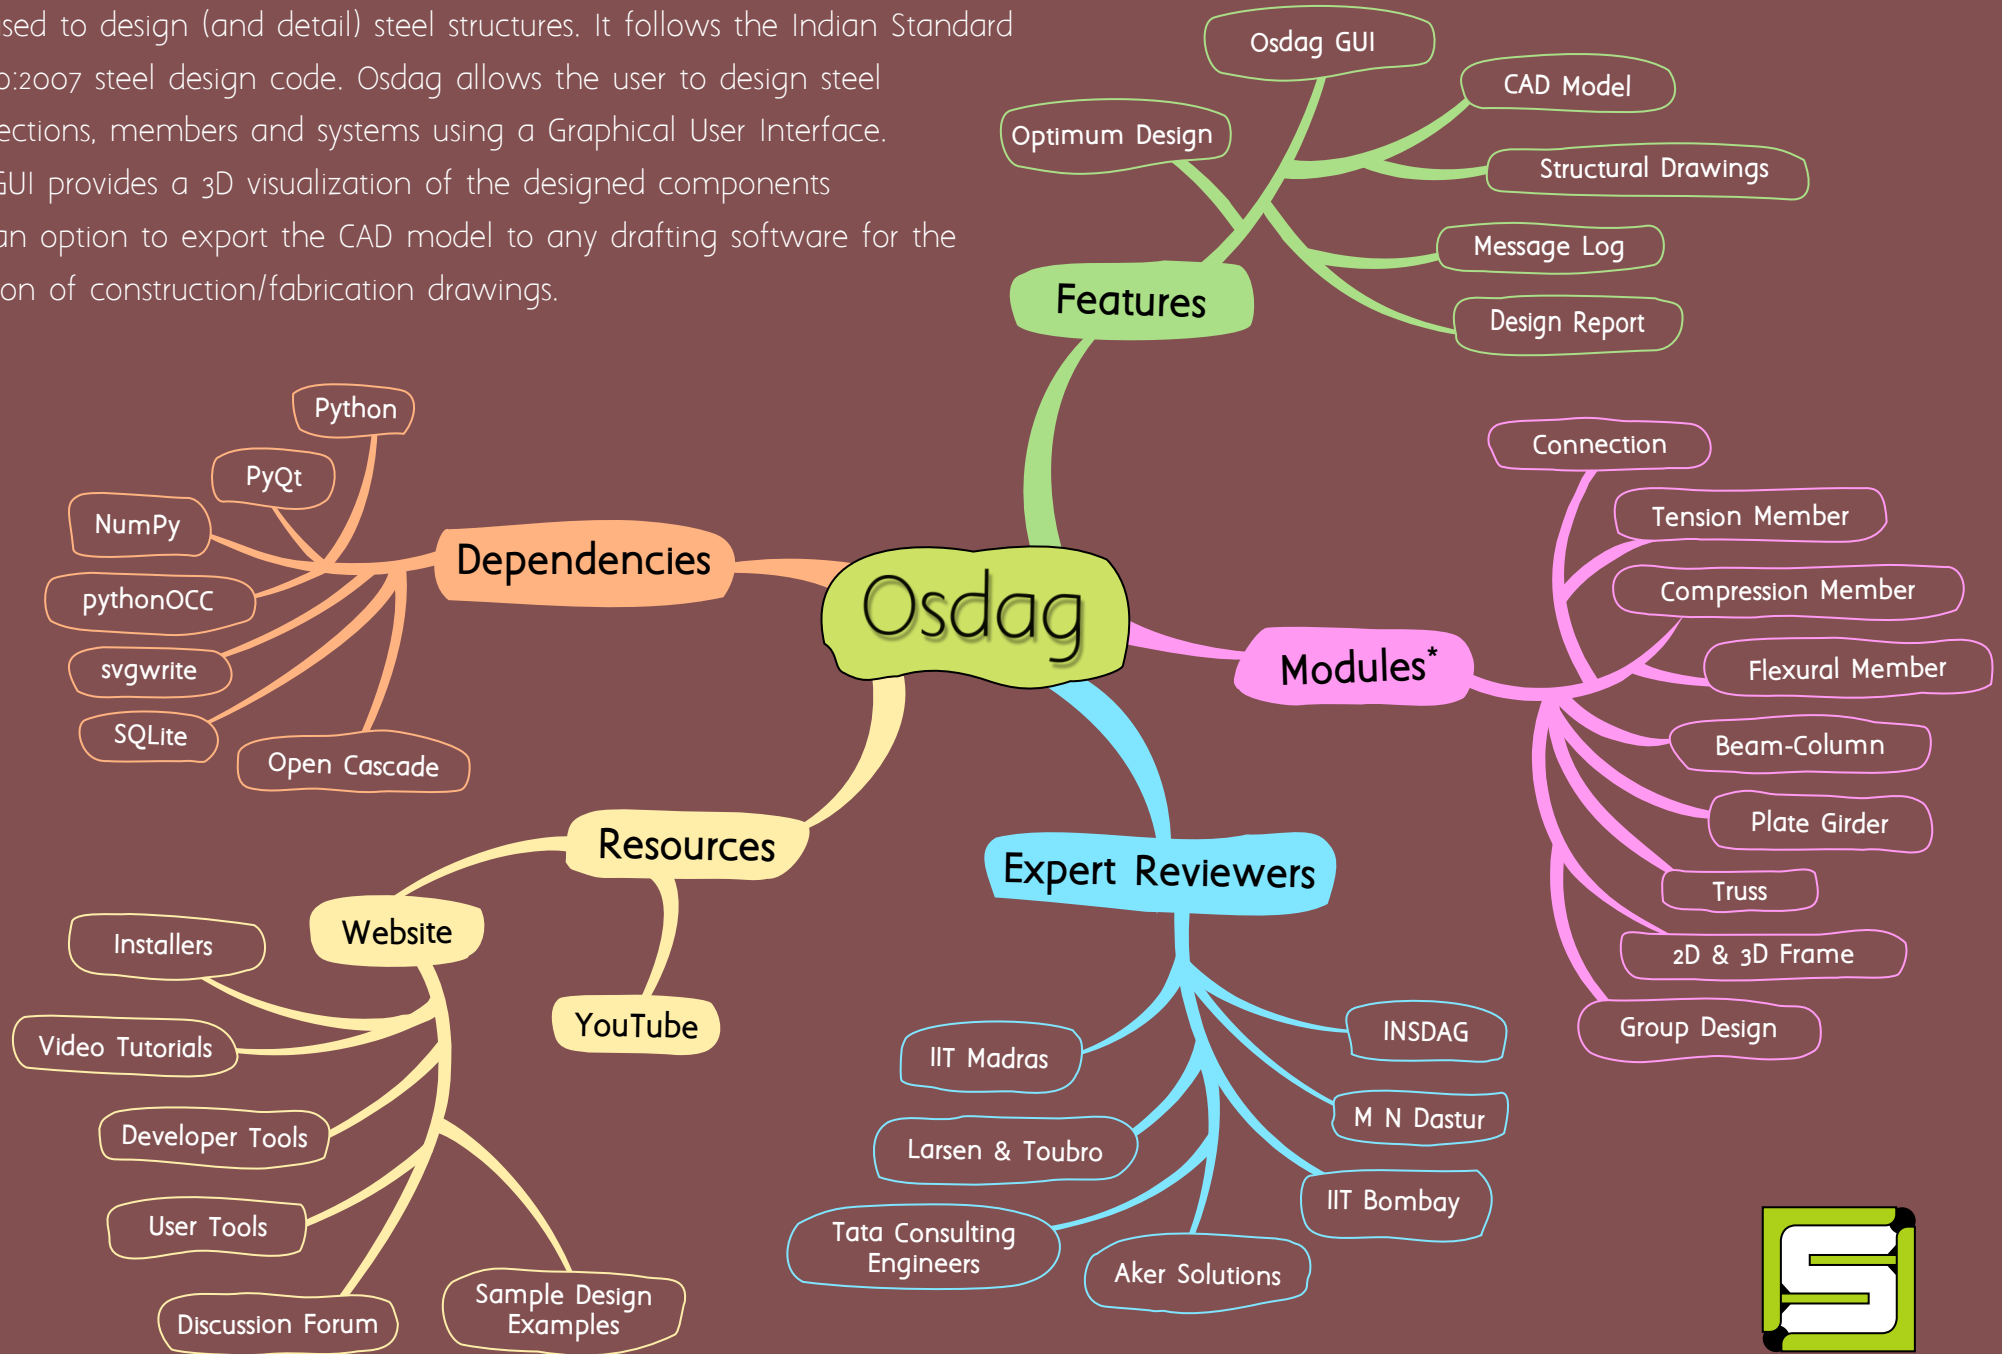 sed to design (and detail) steel structures. It follows the Indian Standard
0:2007 steel design code. Osdag allows the user to design steel
ections, members and systems using a Graphical User Interface.
GUI provides a 3D visualization of the designed components
an option to export the CAD model to any drafting software for the
on of construction/fabrication drawings.
Osdag GUI
CAD Model
Optimum Design
Structural Drawings
Message Log
Features
Design Report
Python
PyQt
NumPy
pythonOCC
svgwrite
SQLite
Open Cascade
Dependencies
Osdag
Modules*
Connection
Tension Member
Compression Member
Flexural Member
Beam-Column
Plate Girder
Truss
2D & 3D Frame
Group Design
Resources
Website
YouTube
Installers
Video Tutorials
Developer Tools
User Tools
Discussion Forum
Sample Design
Examples
Expert Reviewers
IIT Madras
Larsen & Toubro
Tata Consulting
Engineers
Aker Solutions
IIT Bombay
M N Dastur
INSDAG